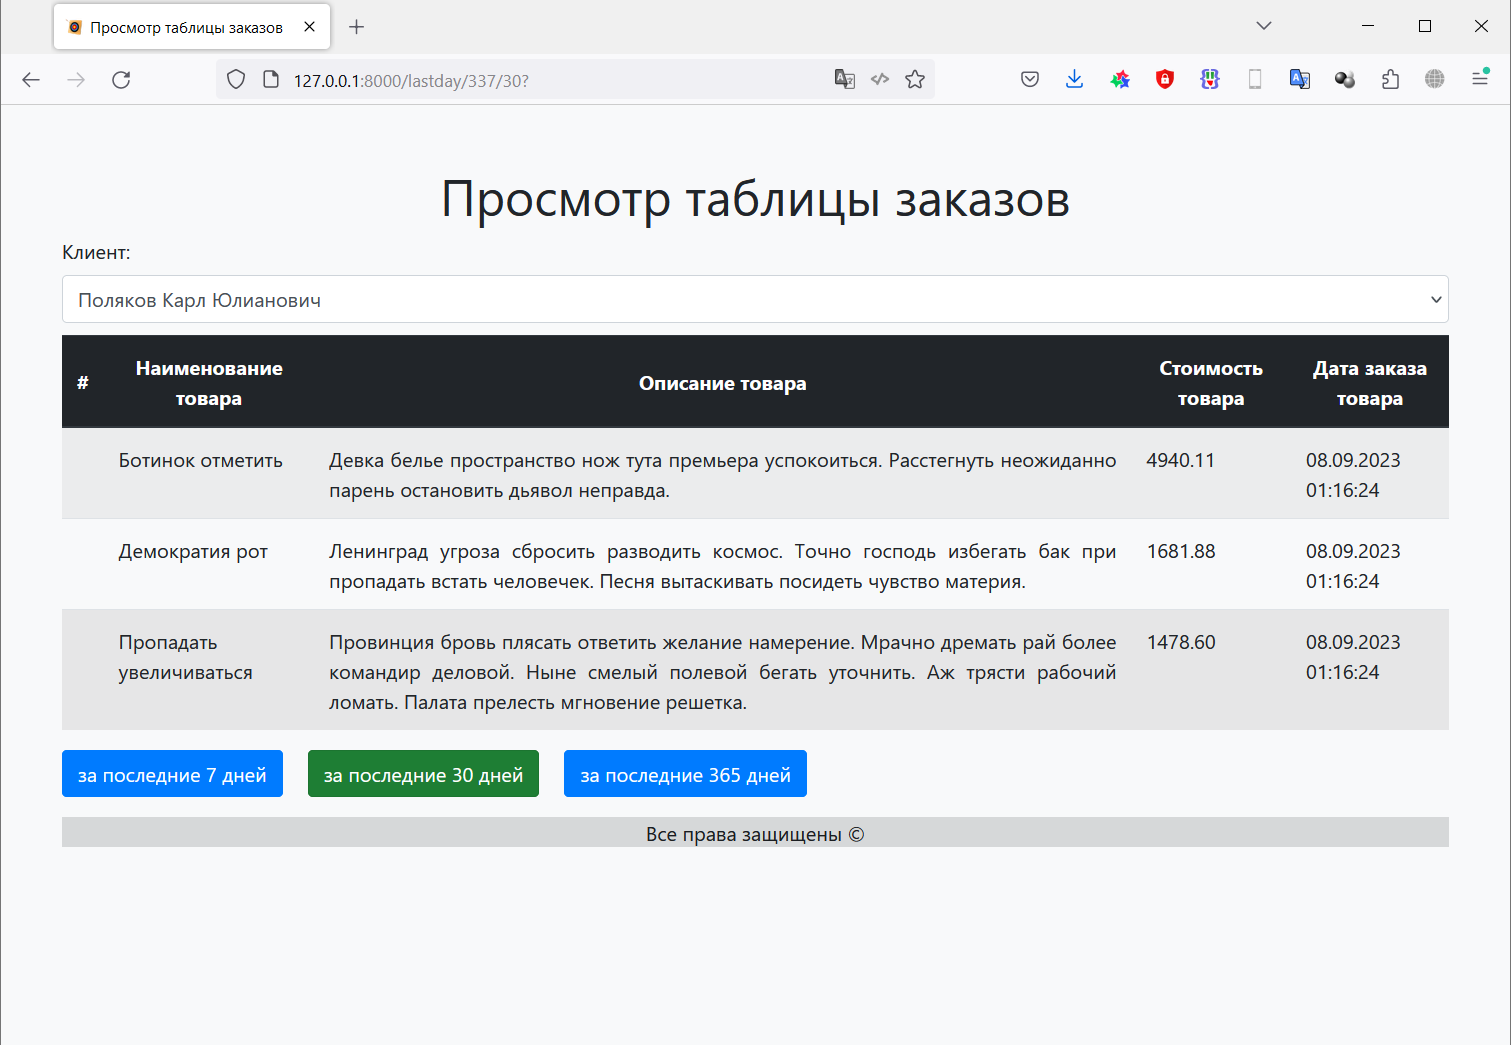 Просмотр таблицы заказов
127.0.0.1:8000/lastday/337/30?
Просмотр таблицы заказов
Клиент:
Поляков Карл Юлианович
# Наименование товара Описание товара Стоимость товара Дата заказа товара
Ботинок отметить
Девка белье пространство нож тута премьера успокоиться. Расстегнуть неожиданно
парень остановить дьявол неправда.
4940.11
08.09.2023
01:16:24
Демократия рот
Ленинград угроза сбросить разводить космос. Точно господь избегать бак при
пропадать встать человечек. Песня вытаскивать посидеть чувство материя.
1681.88
08.09.2023
01:16:24
Пропадать
увеличиваться
Провинция бровь плясать ответить желание намерение. Мрачно дремать рай более
командир деловой. Ныне смелый полевой бегать уточнить. Аж трясти рабочий
ломать. Палата прелесть мгновение решетка.
1478.60
08.09.2023
01:16:24
за последние 7 дней
за последние 30 дней
за последние 365 дней
Все права защищены ©